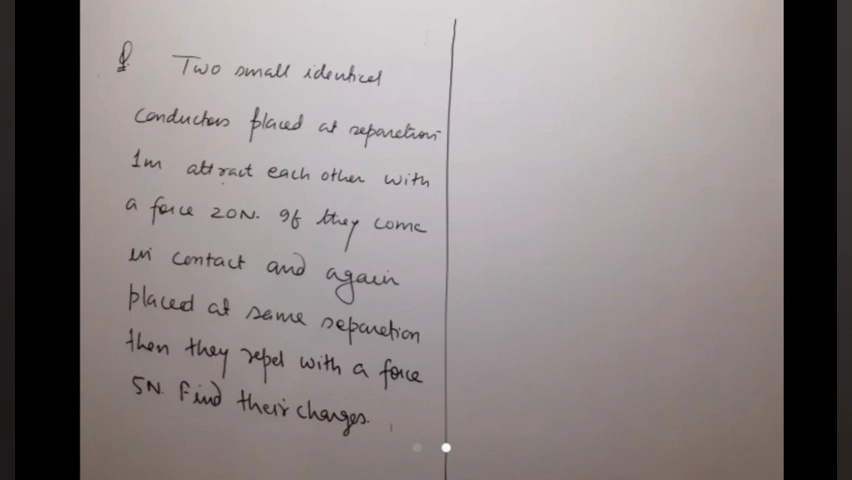 Q. Two small identical
conductors placed at separation
1m attract each other with
a force 20N. If they come
in contact and again
placed at same separation
then they repel with a force
5N. Find their charges.